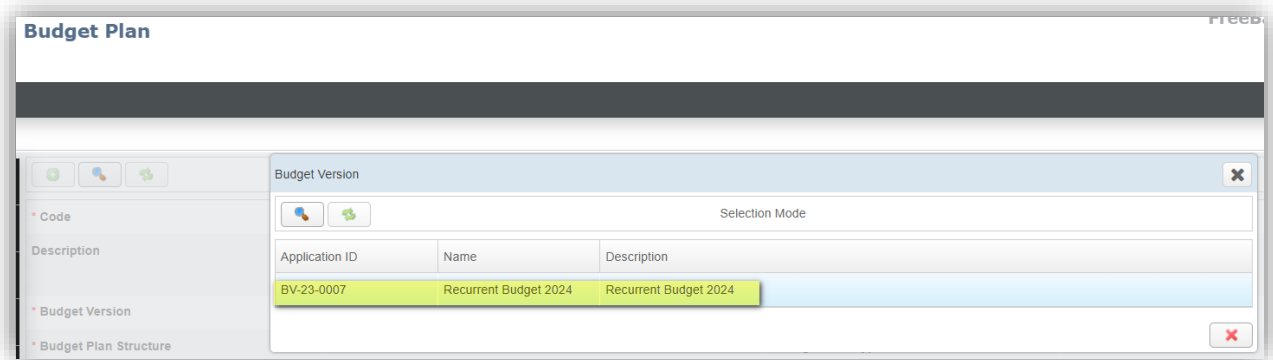 Budget Plan
Budget Version
Selection Mode
* Code
Description
Application ID Name Description
BV-23-0007 Recurrent Budget 2024 Recurrent Budget 2024
* Budget Version
* Budget Plan Structure